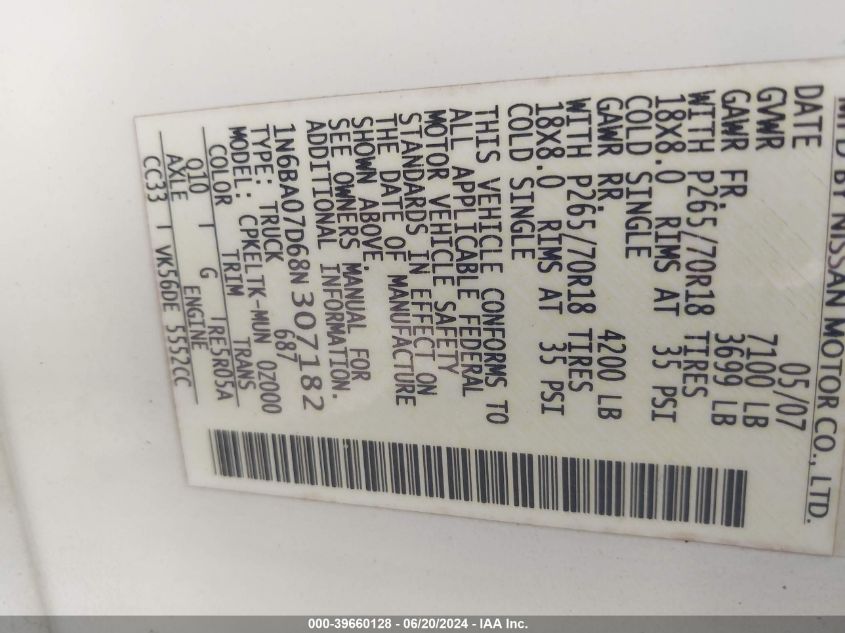 MFD BY NISSAN MOTOR CO., LTD.
DATE 05/07
GVWR 7100 LB
GAWR FR. 3699 LB
WITH P265/70R18 TIRES
18X8.0 RIMS AT 35 PSI
COLD SINGLE
GAWR RR. 4200 LB
WITH P265/70R18 TIRES
18X8.0 RIMS AT 35 PSI
COLD SINGLE
THIS VEHICLE CONFORMS TO
ALL APPLICABLE FEDERAL
MOTOR VEHICLE SAFETY
STANDARDS IN EFFECT ON
THE DATE OF MANUFACTURE
SHOWN ABOVE.
SEE OWNERS MANUAL FOR
ADDITIONAL INFORMATION.
1N6BA07D68N307182
687
TYPE: TRUCK
MODEL: CPKELTK-MUN 02000
COLOR TRIM TRANS
Q10 G TRE5R05A
AXLE ENGINE
CC33 VK56DE 5552CC
000-39660128 - 06/20/2024 - IAA Inc.